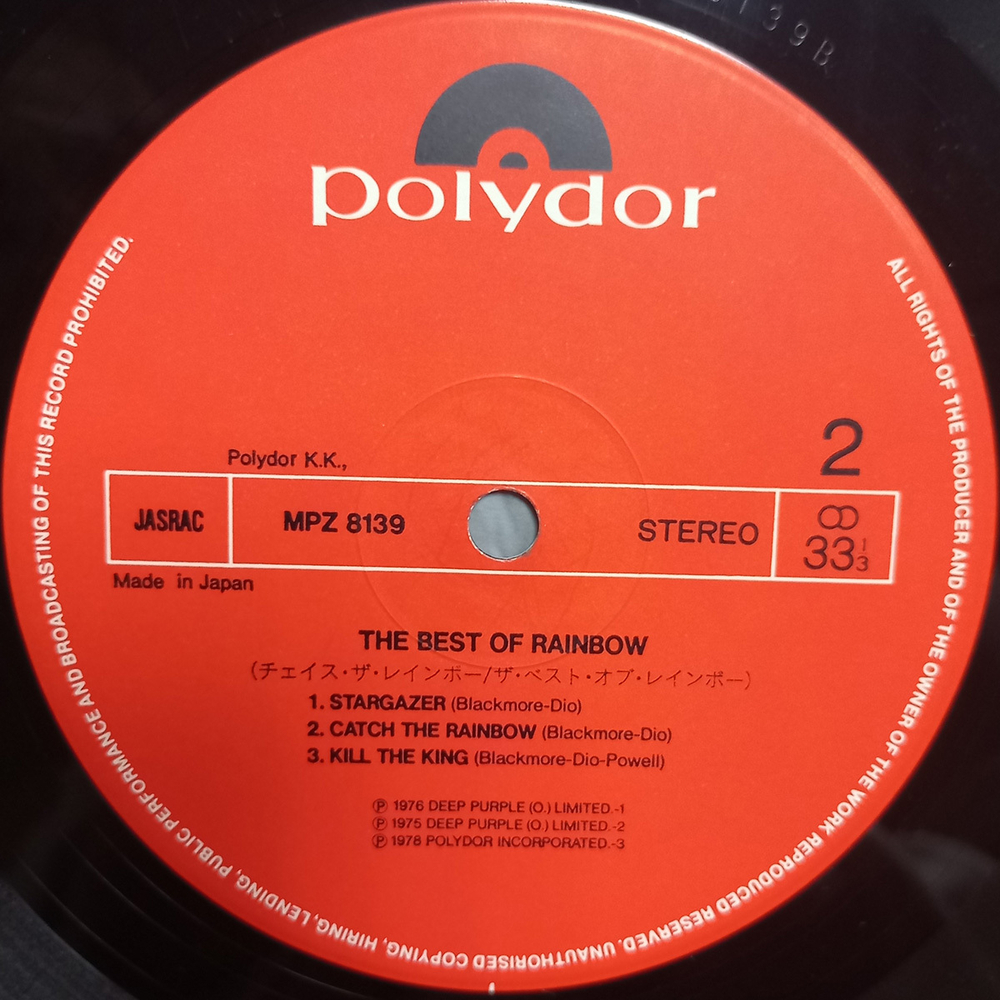 139B
polydor
2
Polydor K.K.,
JASRAC MPZ 8139 STEREO 33 1/3
Made in Japan
THE BEST OF RAINBOW
(チェイス・ザ・レインボー/ザ・ベスト・オブ・レインボー)
1. STARGAZER (Blackmore-Dio)
2. CATCH THE RAINBOW (Blackmore-Dio)
3. KILL THE KING (Blackmore-Dio-Powell)
℗ 1976 DEEP PURPLE (O.) LIMITED.-1
℗ 1975 DEEP PURPLE (O.) LIMITED.-2
℗ 1978 POLYDOR INCORPORATED.-3
ALL RIGHTS OF THE PRODUCER AND OF THE OWNER OF THE WORK REPRODUCED RESERVED. UNAUTHORISED COPYING, HIRING, LENDING, PUBLIC PERFORMANCE AND BROADCASTING OF THIS RECORD PROHIBITED.